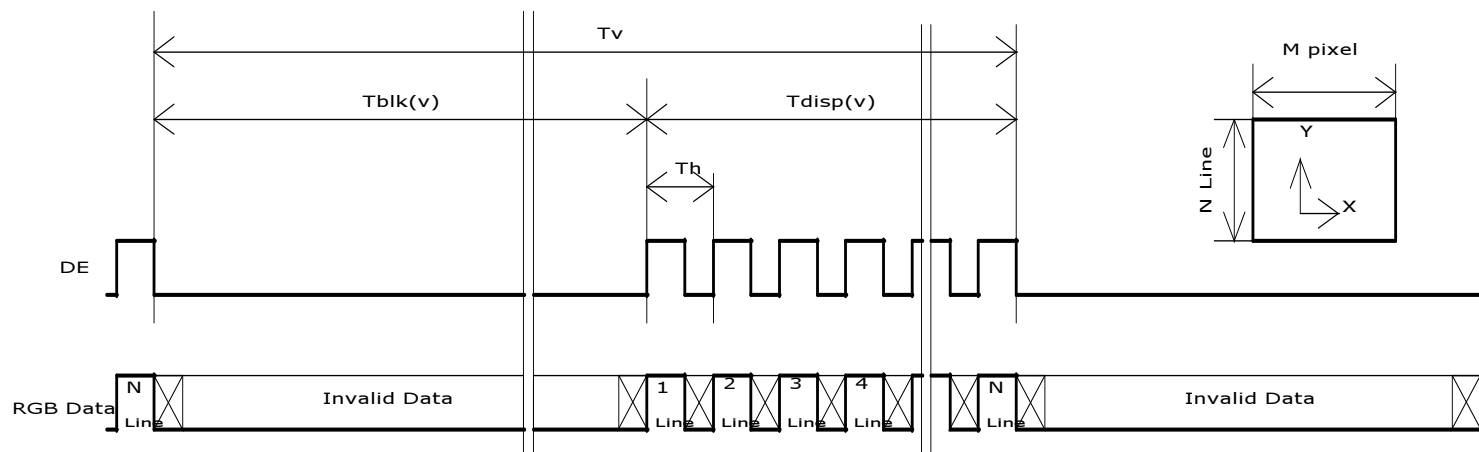 Tv
M pixel
Tblk(v)
Tdisp(v)
Y
N Line
Th
X
DE
N
1
2
3
4
N
RGB Data
Invalid Data
Invalid Data
Line
Line
Line
Line
Line
Line